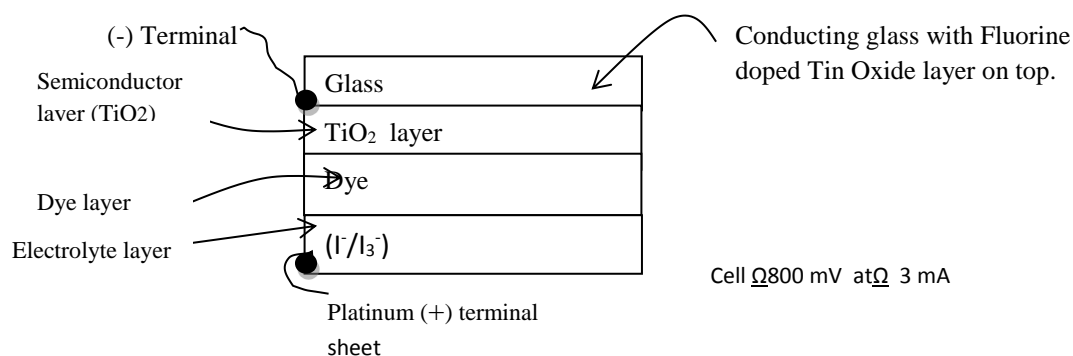 (-) Terminal
Conducting glass with Fluorine
doped Tin Oxide layer on top.
Semiconductor
layer (TiO2)
Glass
TiO₂ layer
Dye
Dye layer
Electrolyte layer
(I⁻/I₃⁻)
Cell Ω800 mV atΩ 3 mA
Platinum (+) terminal
sheet